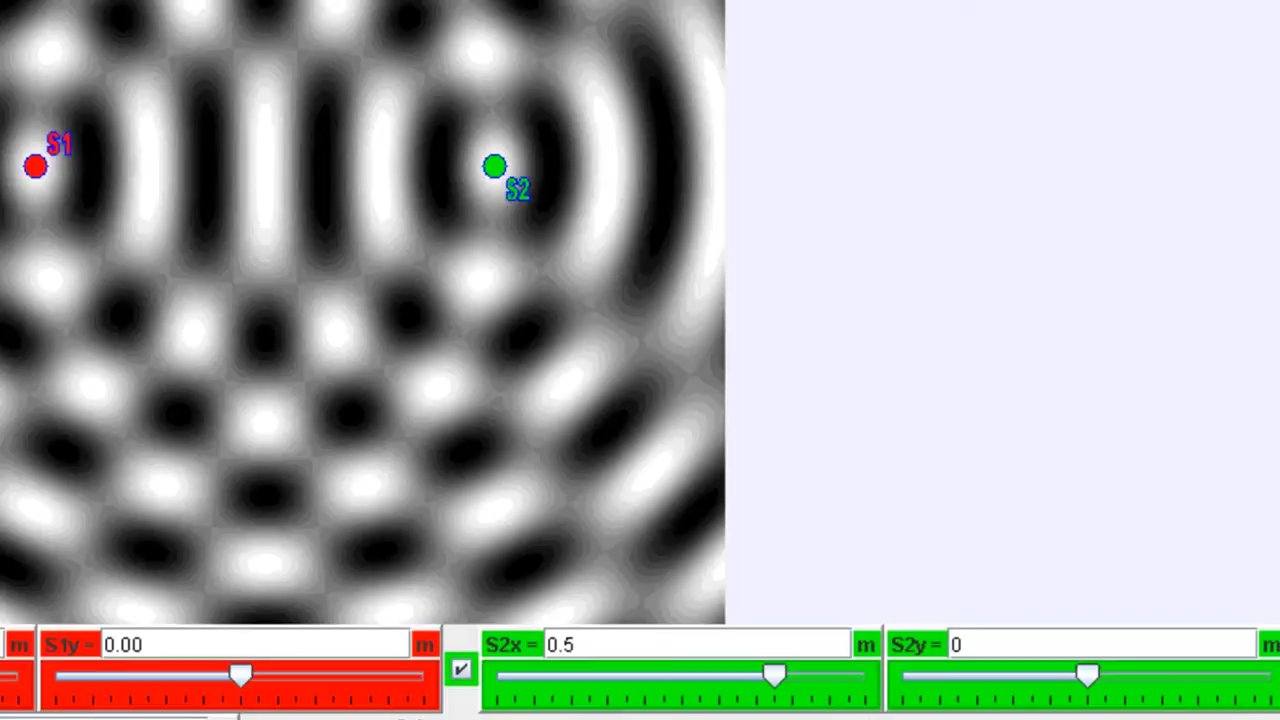 S1
S2
m S1y = 0.00 m S2x = 0.5 m S2y = 0 m